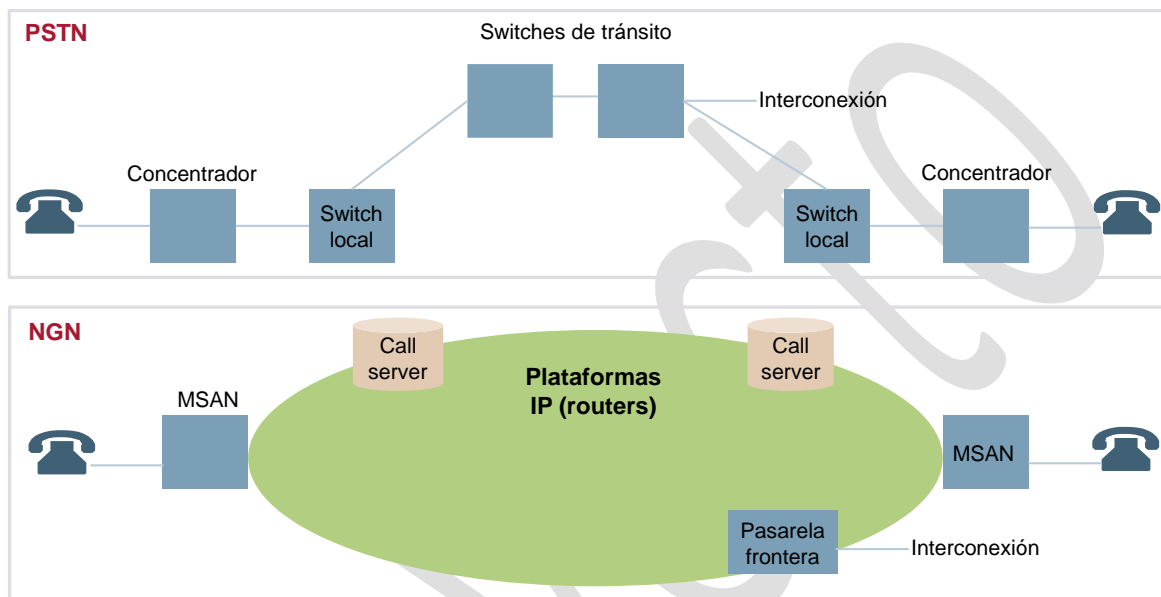 PSTN
Switches de tránsito
Interconexión
Concentrador
Concentrador
Switch
local
Switch
local
NGN
Call
server
Call
server
Plataformas
IP (routers)
MSAN
MSAN
Pasarela
frontera
Interconexión